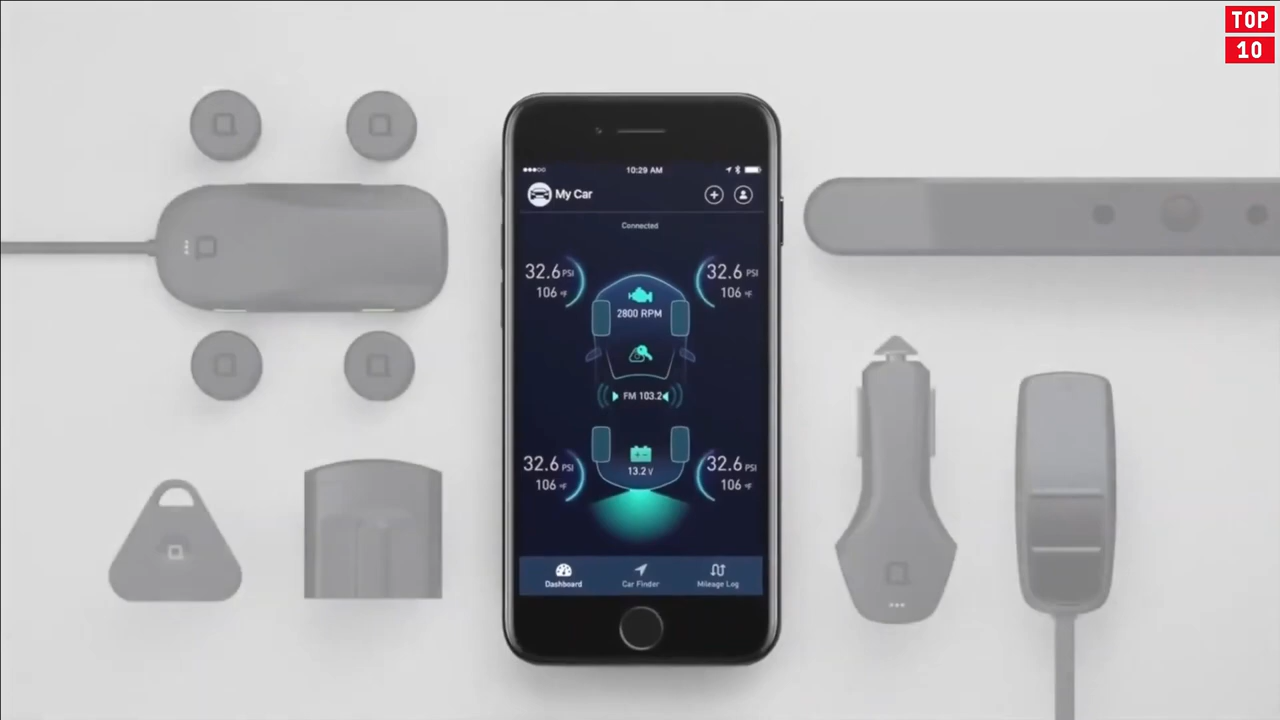 TOP
10
10:29 AM
My Car
Connected
32.6 PSI
106 °F
32.6 PSI
106 °F
2800 RPM
FM 103.2
32.6 PSI
106 °F
32.6 PSI
106 °F
13.2 V
Dashboard
Car Finder
Mileage Log